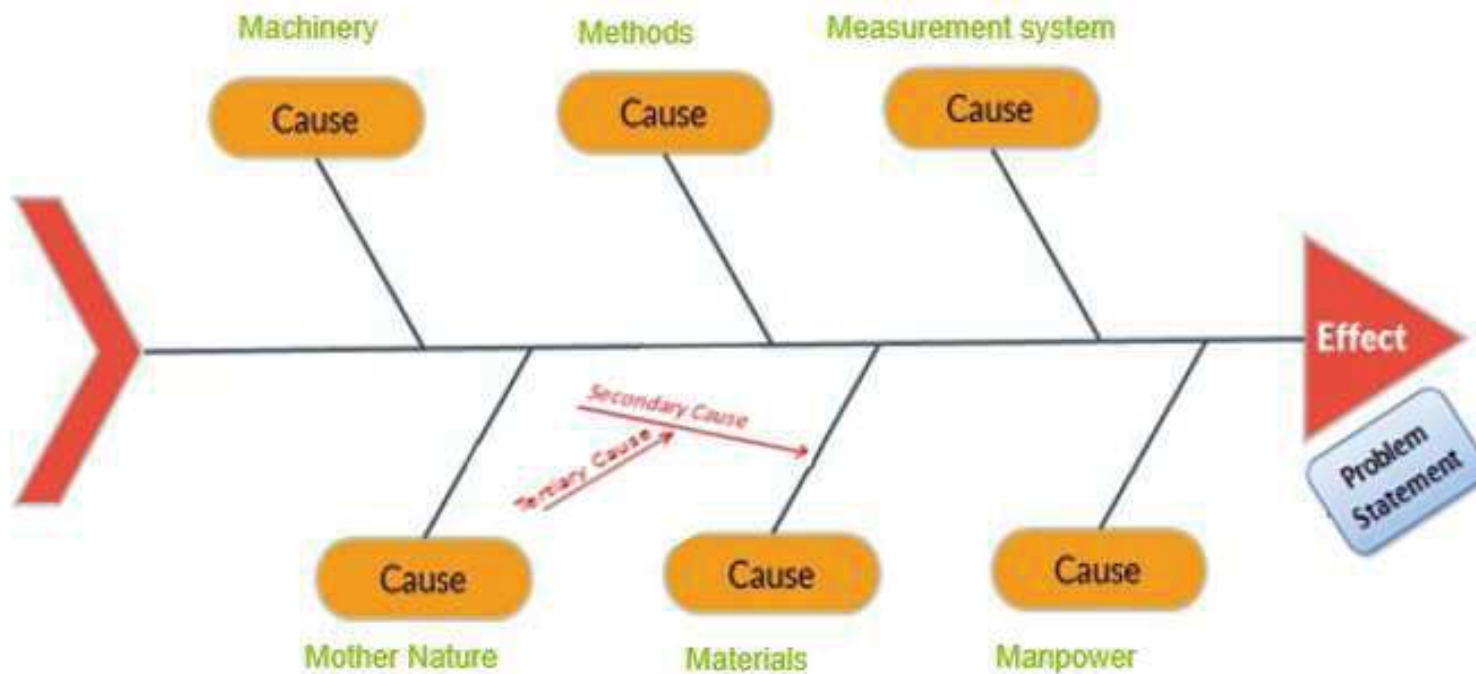 Machinery
Methods
Measurement system
Cause
Cause
Cause
Effect
Secondary Cause
Tertiary Cause
Problem
Statement
Cause
Cause
Cause
Mother Nature
Materials
Manpower